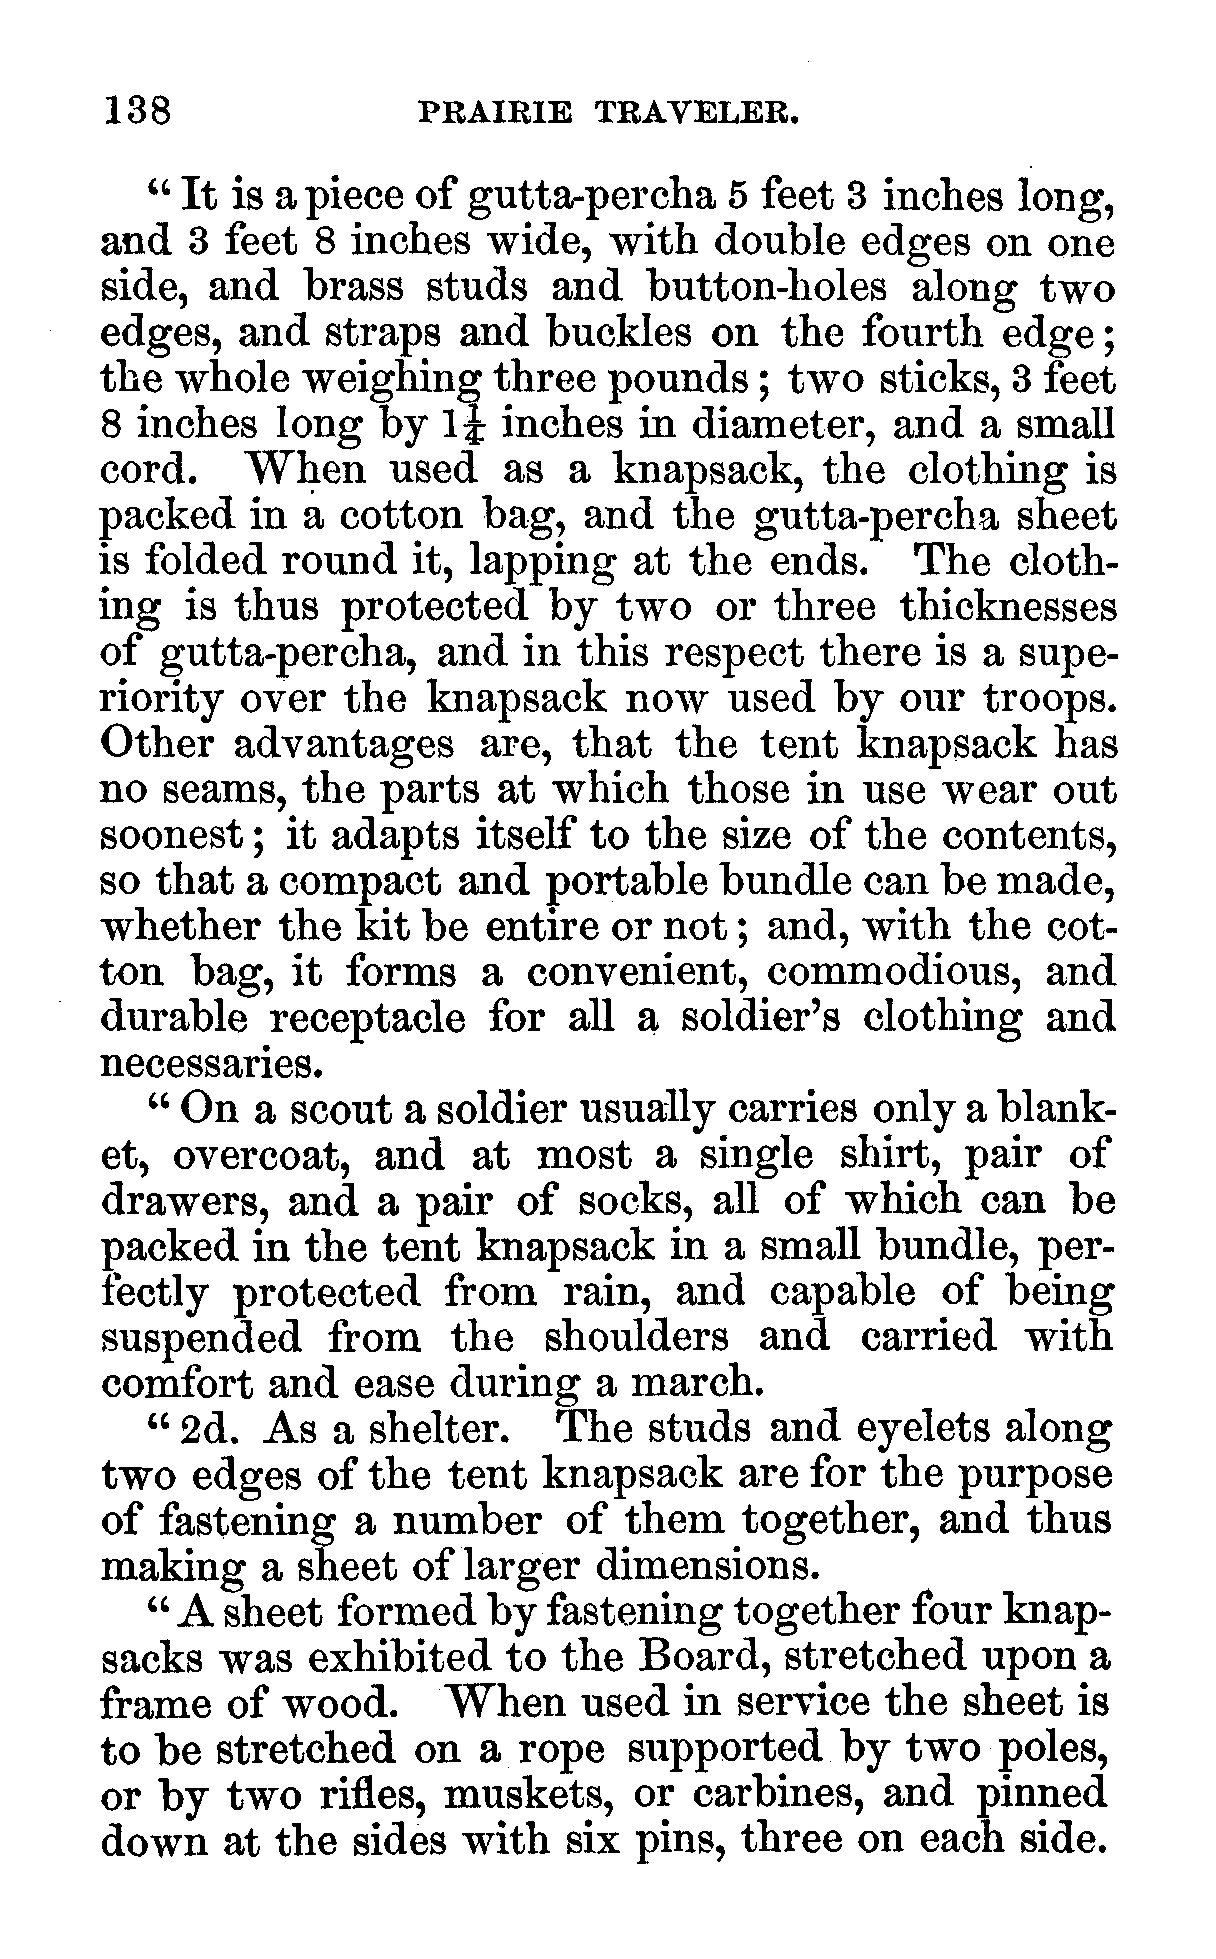 138 PRAIRIE TRAVELER.
“ It is a piece of gutta-percha 5 feet 3 inches long,
and 3 feet 8 inches wide, with double edges on one
side, and brass studs and button-holes along two
edges, and straps and buckles on the fourth edge;
the whole weighing three pounds; two sticks, 3 feet
8 inches long by 1¼ inches in diameter, and a small
cord. When used as a knapsack, the clothing is
packed in a cotton bag, and the gutta-percha sheet
is folded round it, lapping at the ends. The cloth-
ing is thus protected by two or three thicknesses
of gutta-percha, and in this respect there is a supe-
riority over the knapsack now used by our troops.
Other advantages are, that the tent knapsack has
no seams, the parts at which those in use wear out
soonest; it adapts itself to the size of the contents,
so that a compact and portable bundle can be made,
whether the kit be entire or not; and, with the cot-
ton bag, it forms a convenient, commodious, and
durable receptacle for all a soldier’s clothing and
necessaries.
“ On a scout a soldier usually carries only a blank-
et, overcoat, and at most a single shirt, pair of
drawers, and a pair of socks, all of which can be
packed in the tent knapsack in a small bundle, per-
fectly protected from rain, and capable of being
suspended from the shoulders and carried with
comfort and ease during a march.
“ 2d. As a shelter. The studs and eyelets along
two edges of the tent knapsack are for the purpose
of fastening a number of them together, and thus
making a sheet of larger dimensions.
“ A sheet formed by fastening together four knap-
sacks was exhibited to the Board, stretched upon a
frame of wood. When used in service the sheet is
to be stretched on a rope supported by two poles,
or by two rifles, muskets, or carbines, and pinned
down at the sides with six pins, three on each side.